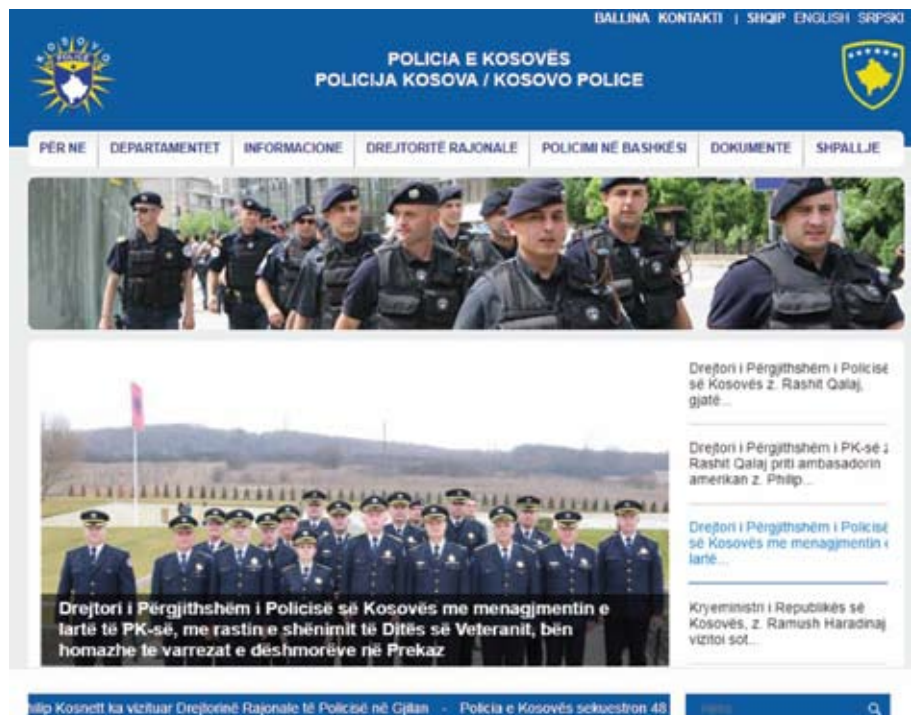 BALLINA KONTAKTI | SHQIP ENGLISH SRPSKI
KOSOVO
POLICE
POLICIA E KOSOVËS
POLICIJA KOSOVA / KOSOVO POLICE
PËR NE DEPARTAMENTET INFORMACIONE DREJTORITË RAJONALE POLICIMI NË BASHKËSI DOKUMENTE SHPALLJE
Drejtori i Përgjithshëm i Policisë
së Kosovës z. Rashit Qalaj,
gjatë...
Drejtori i Përgjithshëm i PK-së z
Rashit Qalaj priti ambasadorin
amerikan z. Philip...
Drejtori i Përgjithshëm i Policisë
së Kosovës me menagjmentin e
lartë...
Kryeministri i Republikës së
Kosovës, z. Ramush Haradinaj
vizitoi sot...
Drejtori i Përgjithshëm i Policisë së Kosovës me menagjmentin e
lartë të PK-së, me rastin e shënimit të Ditës së Veteranit, bën
homazhe te varrezat e dëshmorëve në Prekaz
hilip Kosnett ka vizituar Drejtorinë Rajonale të Policisë në Gjilan - Policia e Kosovës sekuestron 48